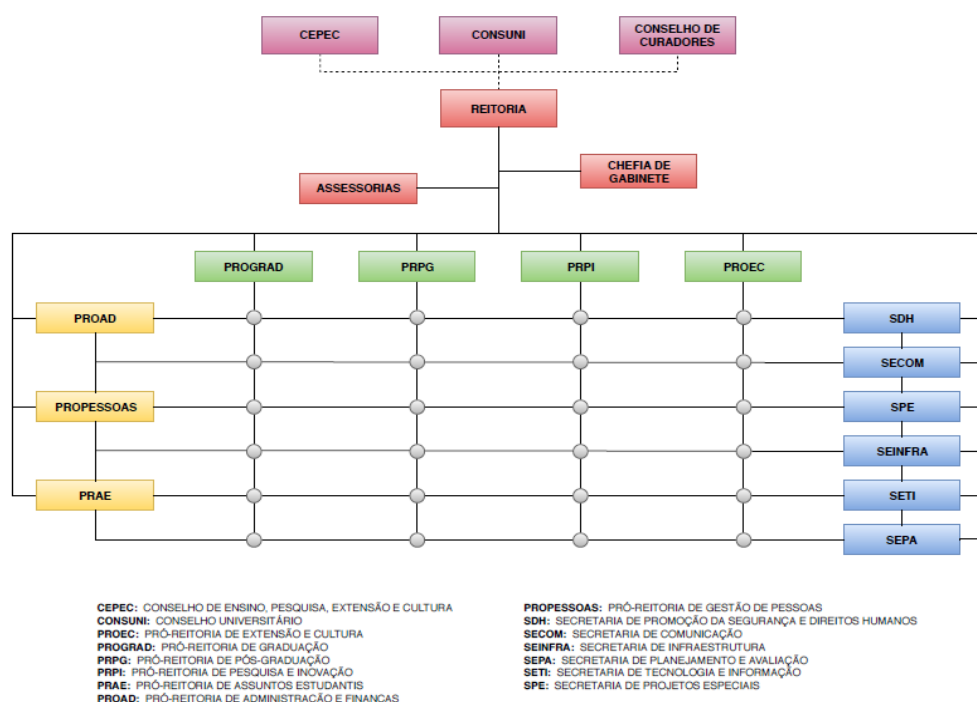 CEPEC
CONSUNI
CONSELHO DE
CURADORES
REITORIA
CHEFIA DE
GABINETE
ASSESSORIAS
PROGRAD
PRPG
PRPI
PROEC
PROAD
SDH
SECOM
PROPESSOAS
SPE
SEINFRA
PRAE
SETI
SEPA
CEPEC: CONSELHO DE ENSINO, PESQUISA, EXTENSÃO E CULTURA
CONSUNI: CONSELHO UNIVERSITÁRIO
PROEC: PRÓ-REITORIA DE EXTENSÃO E CULTURA
PROGRAD: PRÓ-REITORIA DE GRADUAÇÃO
PRPG: PRÓ-REITORIA DE PÓS-GRADUAÇÃO
PRPI: PRÓ-REITORIA DE PESQUISA E INOVAÇÃO
PRAE: PRÓ-REITORIA DE ASSUNTOS ESTUDANTIS
PROAD: PRÓ-REITORIA DE ADMINISTRAÇÃO E FINANÇAS
PROPESSOAS: PRÓ-REITORIA DE GESTÃO DE PESSOAS
SDH: SECRETARIA DE PROMOÇÃO DA SEGURANÇA E DIREITOS HUMANOS
SECOM: SECRETARIA DE COMUNICAÇÃO
SEINFRA: SECRETARIA DE INFRAESTRUTURA
SEPA: SECRETARIA DE PLANEJAMENTO E AVALIAÇÃO
SETI: SECRETARIA DE TECNOLOGIA E INFORMAÇÃO
SPE: SECRETARIA DE PROJETOS ESPECIAIS